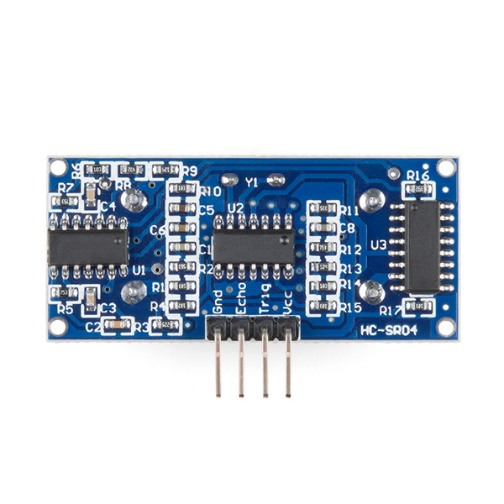 R6 R8 R9
R7 C4
R10
C5
C6
C1
R2
R1
R4
U1
R5 C3
C2 R3
Y1
U2
R11
C8
R12
R13
R14
R15
R16
U3
R17
Gnd
Echo
Trig
Vcc
HC-SR04